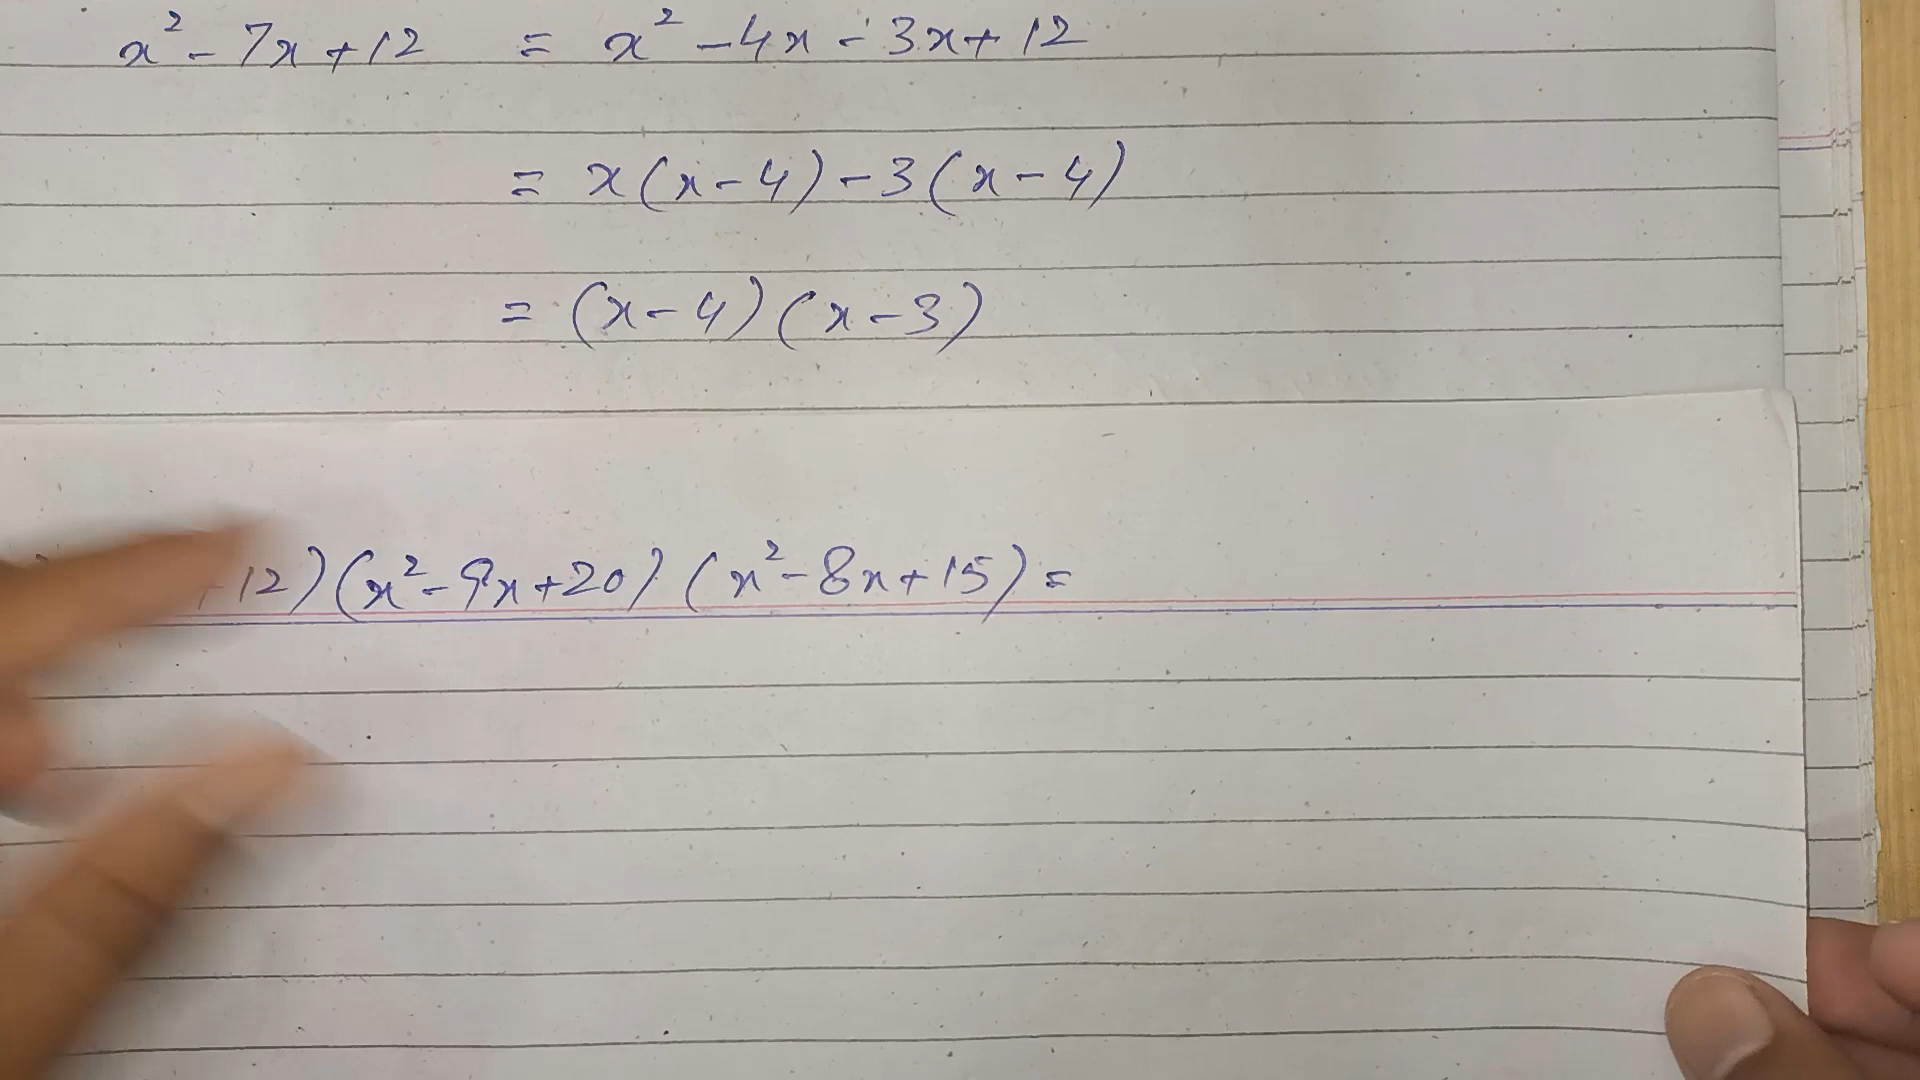 x² - 7x + 12 = x² - 4x - 3x + 12
= x(x - 4) - 3(x - 4)
= (x - 4)(x - 3)
+12)(x² - 9x + 20)(x² - 8x + 15) =